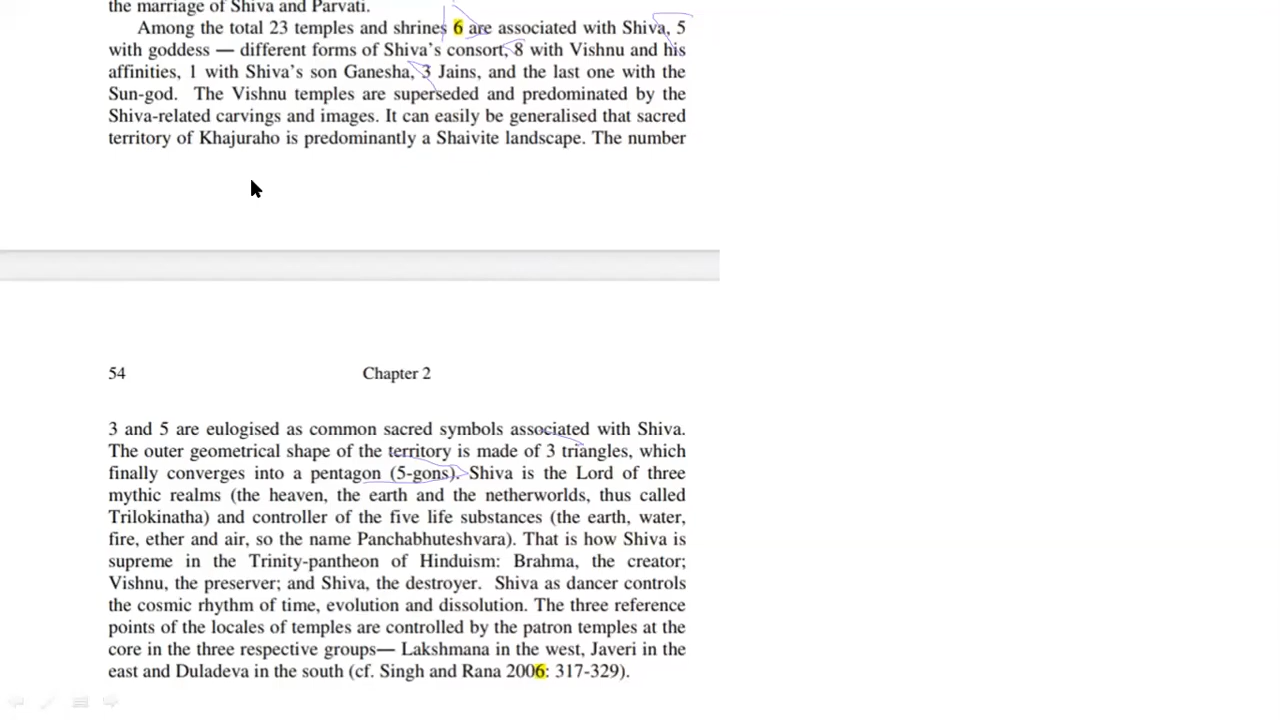 the marriage of Shiva and Parvati.
Among the total 23 temples and shrines 6 are associated with Shiva, 5
with goddess — different forms of Shiva's consort, 8 with Vishnu and his
affinities, 1 with Shiva's son Ganesha, 3 Jains, and the last one with the
Sun-god. The Vishnu temples are superseded and predominated by the
Shiva-related carvings and images. It can easily be generalised that sacred
territory of Khajuraho is predominantly a Shaivite landscape. The number
54 Chapter 2
3 and 5 are eulogised as common sacred symbols associated with Shiva.
The outer geometrical shape of the territory is made of 3 triangles, which
finally converges into a pentagon (5-gons). Shiva is the Lord of three
mythic realms (the heaven, the earth and the netherworlds, thus called
Trilokinatha) and controller of the five life substances (the earth, water,
fire, ether and air, so the name Panchabhuteshvara). That is how Shiva is
supreme in the Trinity-pantheon of Hinduism: Brahma, the creator;
Vishnu, the preserver; and Shiva, the destroyer. Shiva as dancer controls
the cosmic rhythm of time, evolution and dissolution. The three reference
points of the locales of temples are controlled by the patron temples at the
core in the three respective groups— Lakshmana in the west, Javeri in the
east and Duladeva in the south (cf. Singh and Rana 2006: 317-329).